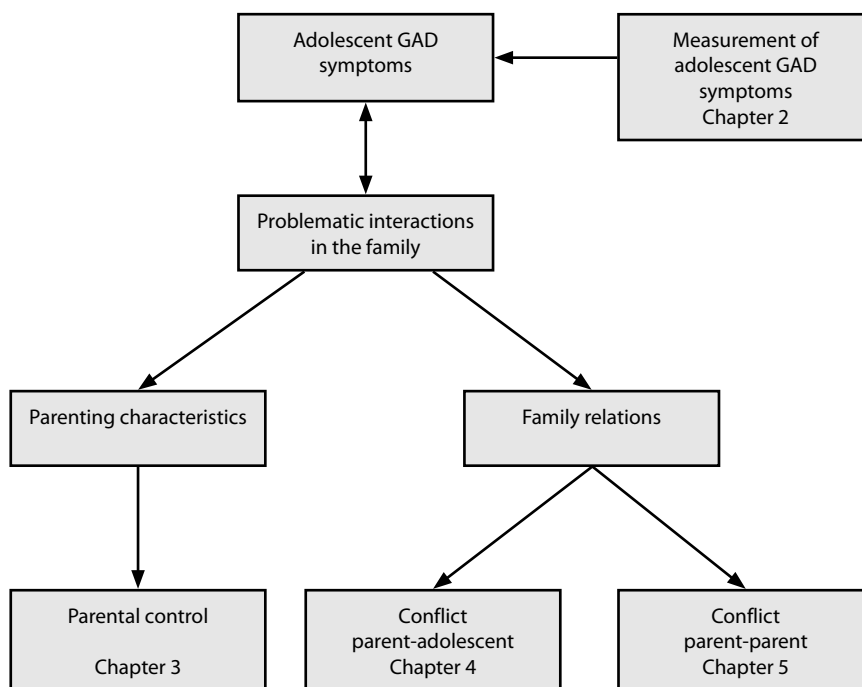 Adolescent GAD
symptoms
Measurement of
adolescent GAD
symptoms
Chapter 2
Problematic interactions
in the family
Parenting characteristics
Family relations
Parental control
Chapter 3
Conflict
parent-adolescent
Chapter 4
Conflict
parent-parent
Chapter 5